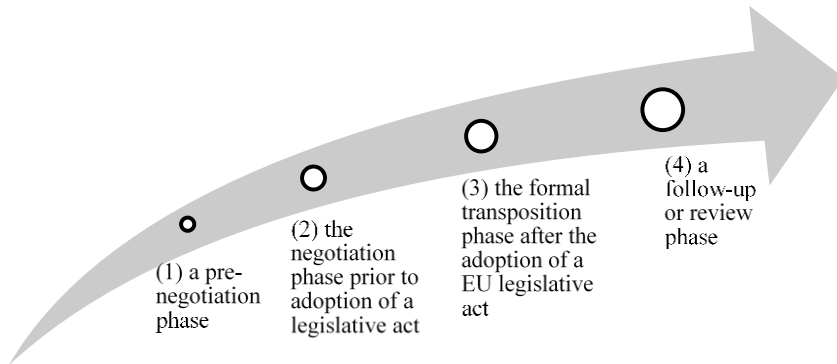 (1) a pre-
negotiation
phase
(2) the
negotiation
phase prior to
adoption of a
legislative act
(3) the formal
transposition
phase after the
adoption of a
EU legislative
act
(4) a
follow-up
or review
phase